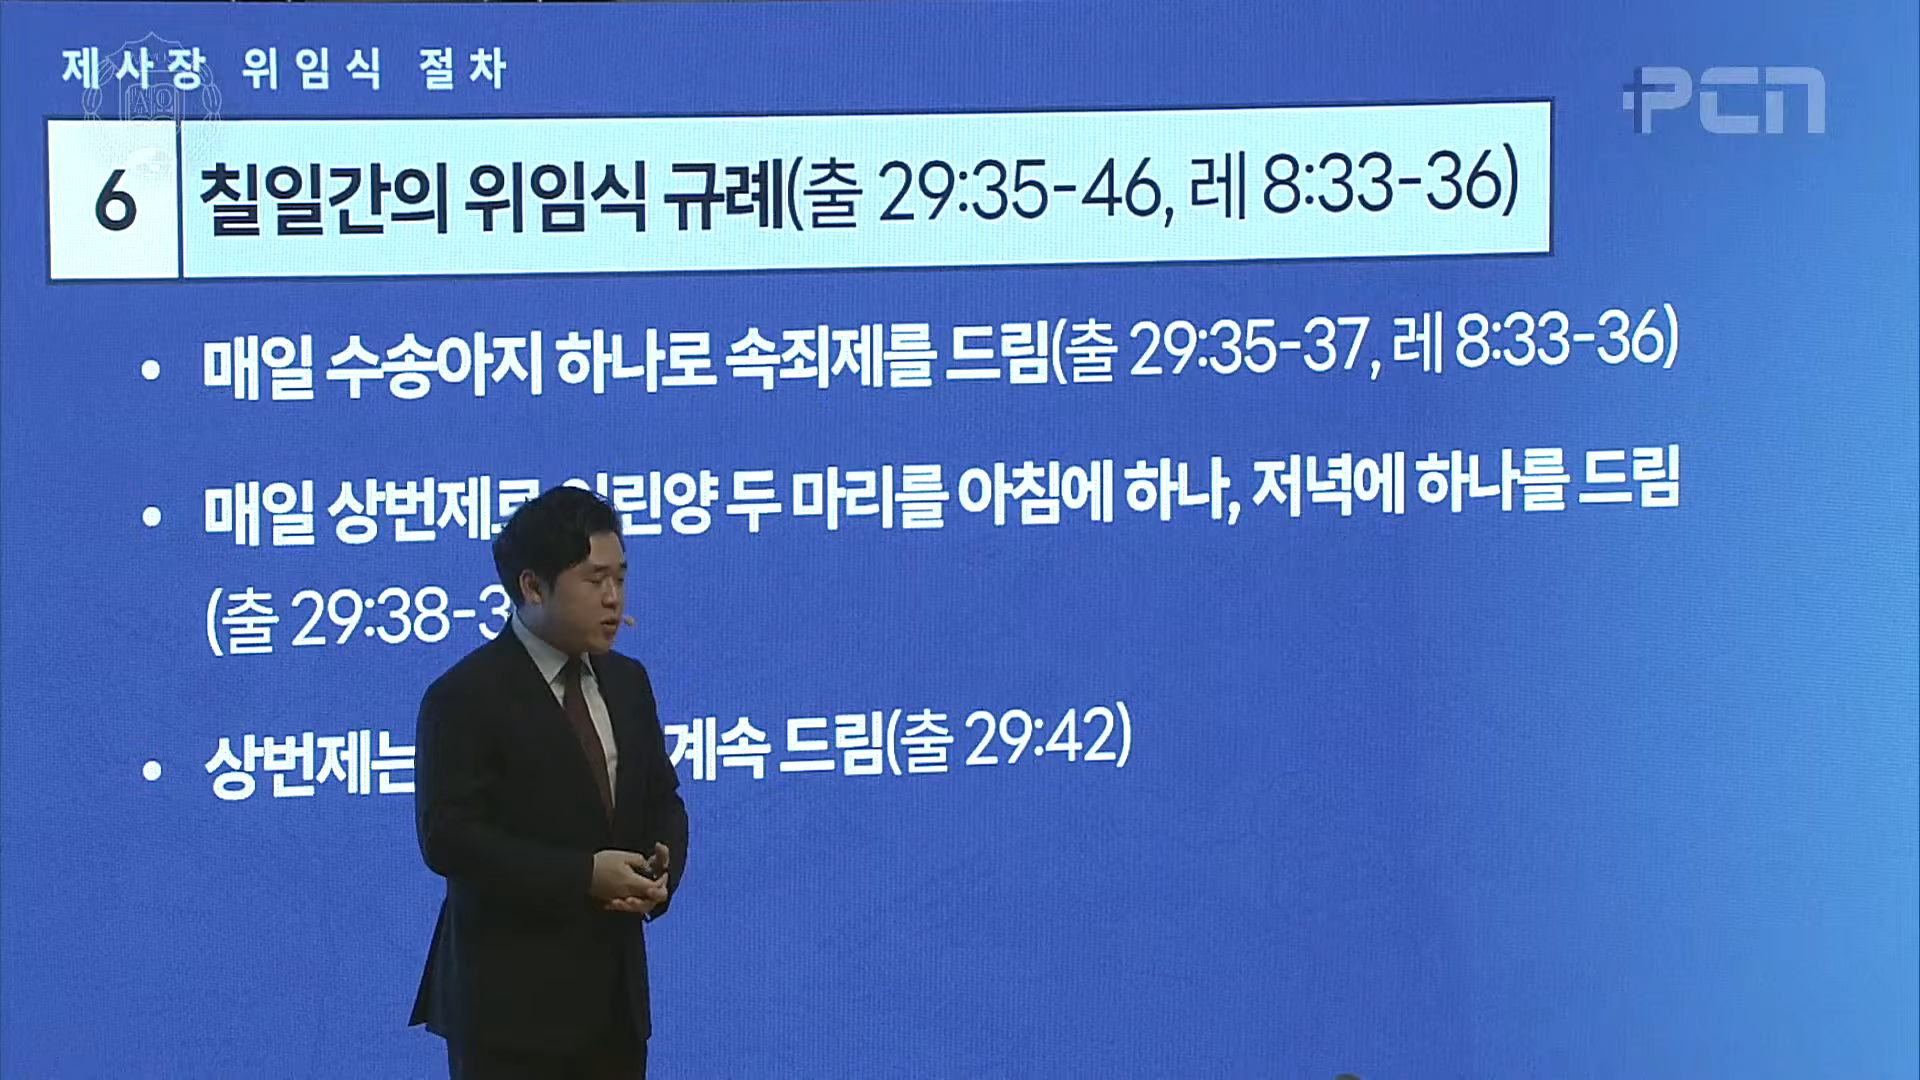 제사장 위임식 절차
PCN
6 칠일간의 위임식 규례(출 29:35-46, 레 8:33-36)
• 매일 수송아지 하나로 속죄제를 드림(출 29:35-37, 레 8:33-36)
• 매일 상번제로 어린양 두 마리를 아침에 하나, 저녁에 하나를 드림
(출 29:38-3
• 상번제는 계속 드림(출 29:42)